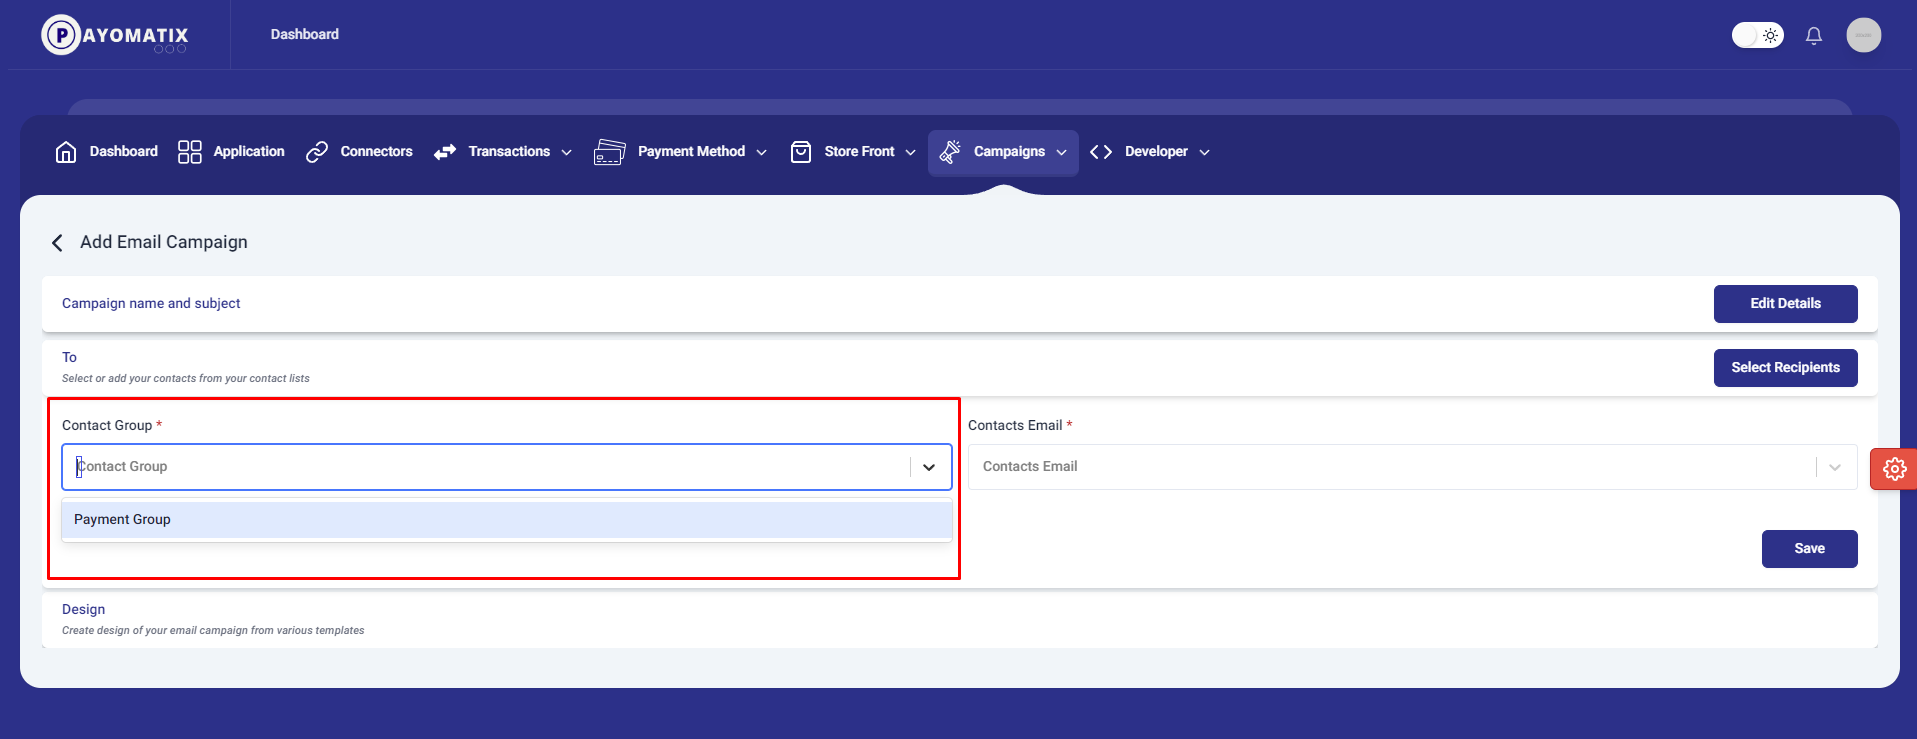 PAYOMATIX
Dashboard
Dashboard
Application
Connectors
Transactions
Payment Method
Store Front
Campaigns
Developer
Add Email Campaign
Campaign name and subject
Edit Details
To
Select or add your contacts from your contact lists
Select Recipients
Contact Group *
Contact Group
Payment Group
Contacts Email *
Contacts Email
Save
Design
Create design of your email campaign from various templates